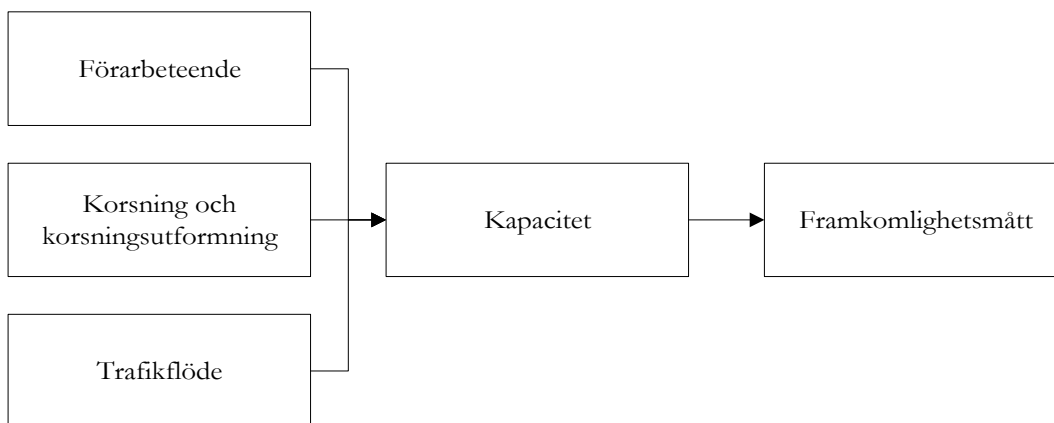 Förarbeteende
Korsning och
korsningsutformning
Trafikflöde
Kapacitet
Framkomlighetsmått